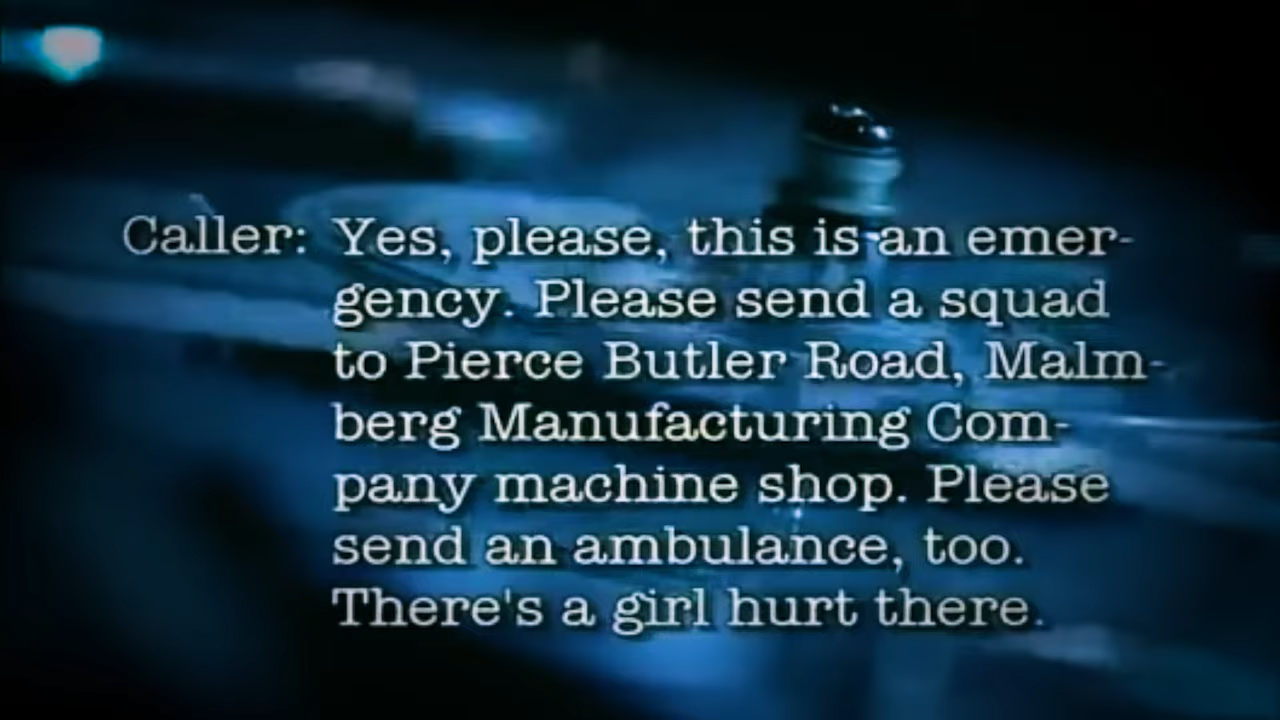 Caller: Yes, please, this is an emer-
gency. Please send a squad
to Pierce Butler Road, Malm-
berg Manufacturing Com-
pany machine shop. Please
send an ambulance, too.
There's a girl hurt there.